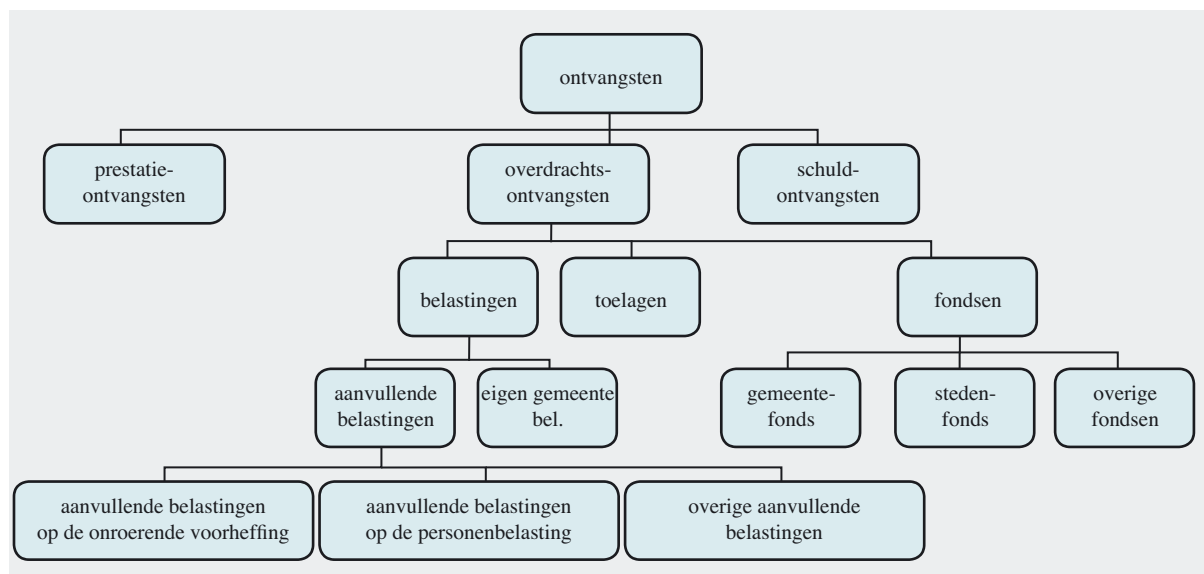 ontvangsten
prestatie-
ontvangsten
overdrachts-
ontvangsten
schuld-
ontvangsten
belastingen
toelagen
fondsen
aanvullende
belastingen
eigen gemeente
bel.
gemeente-
fonds
steden-
fonds
overige
fondsen
aanvullende belastingen
op de onroerende voorheffing
aanvullende belastingen
op de personenbelasting
overige aanvullende
belastingen